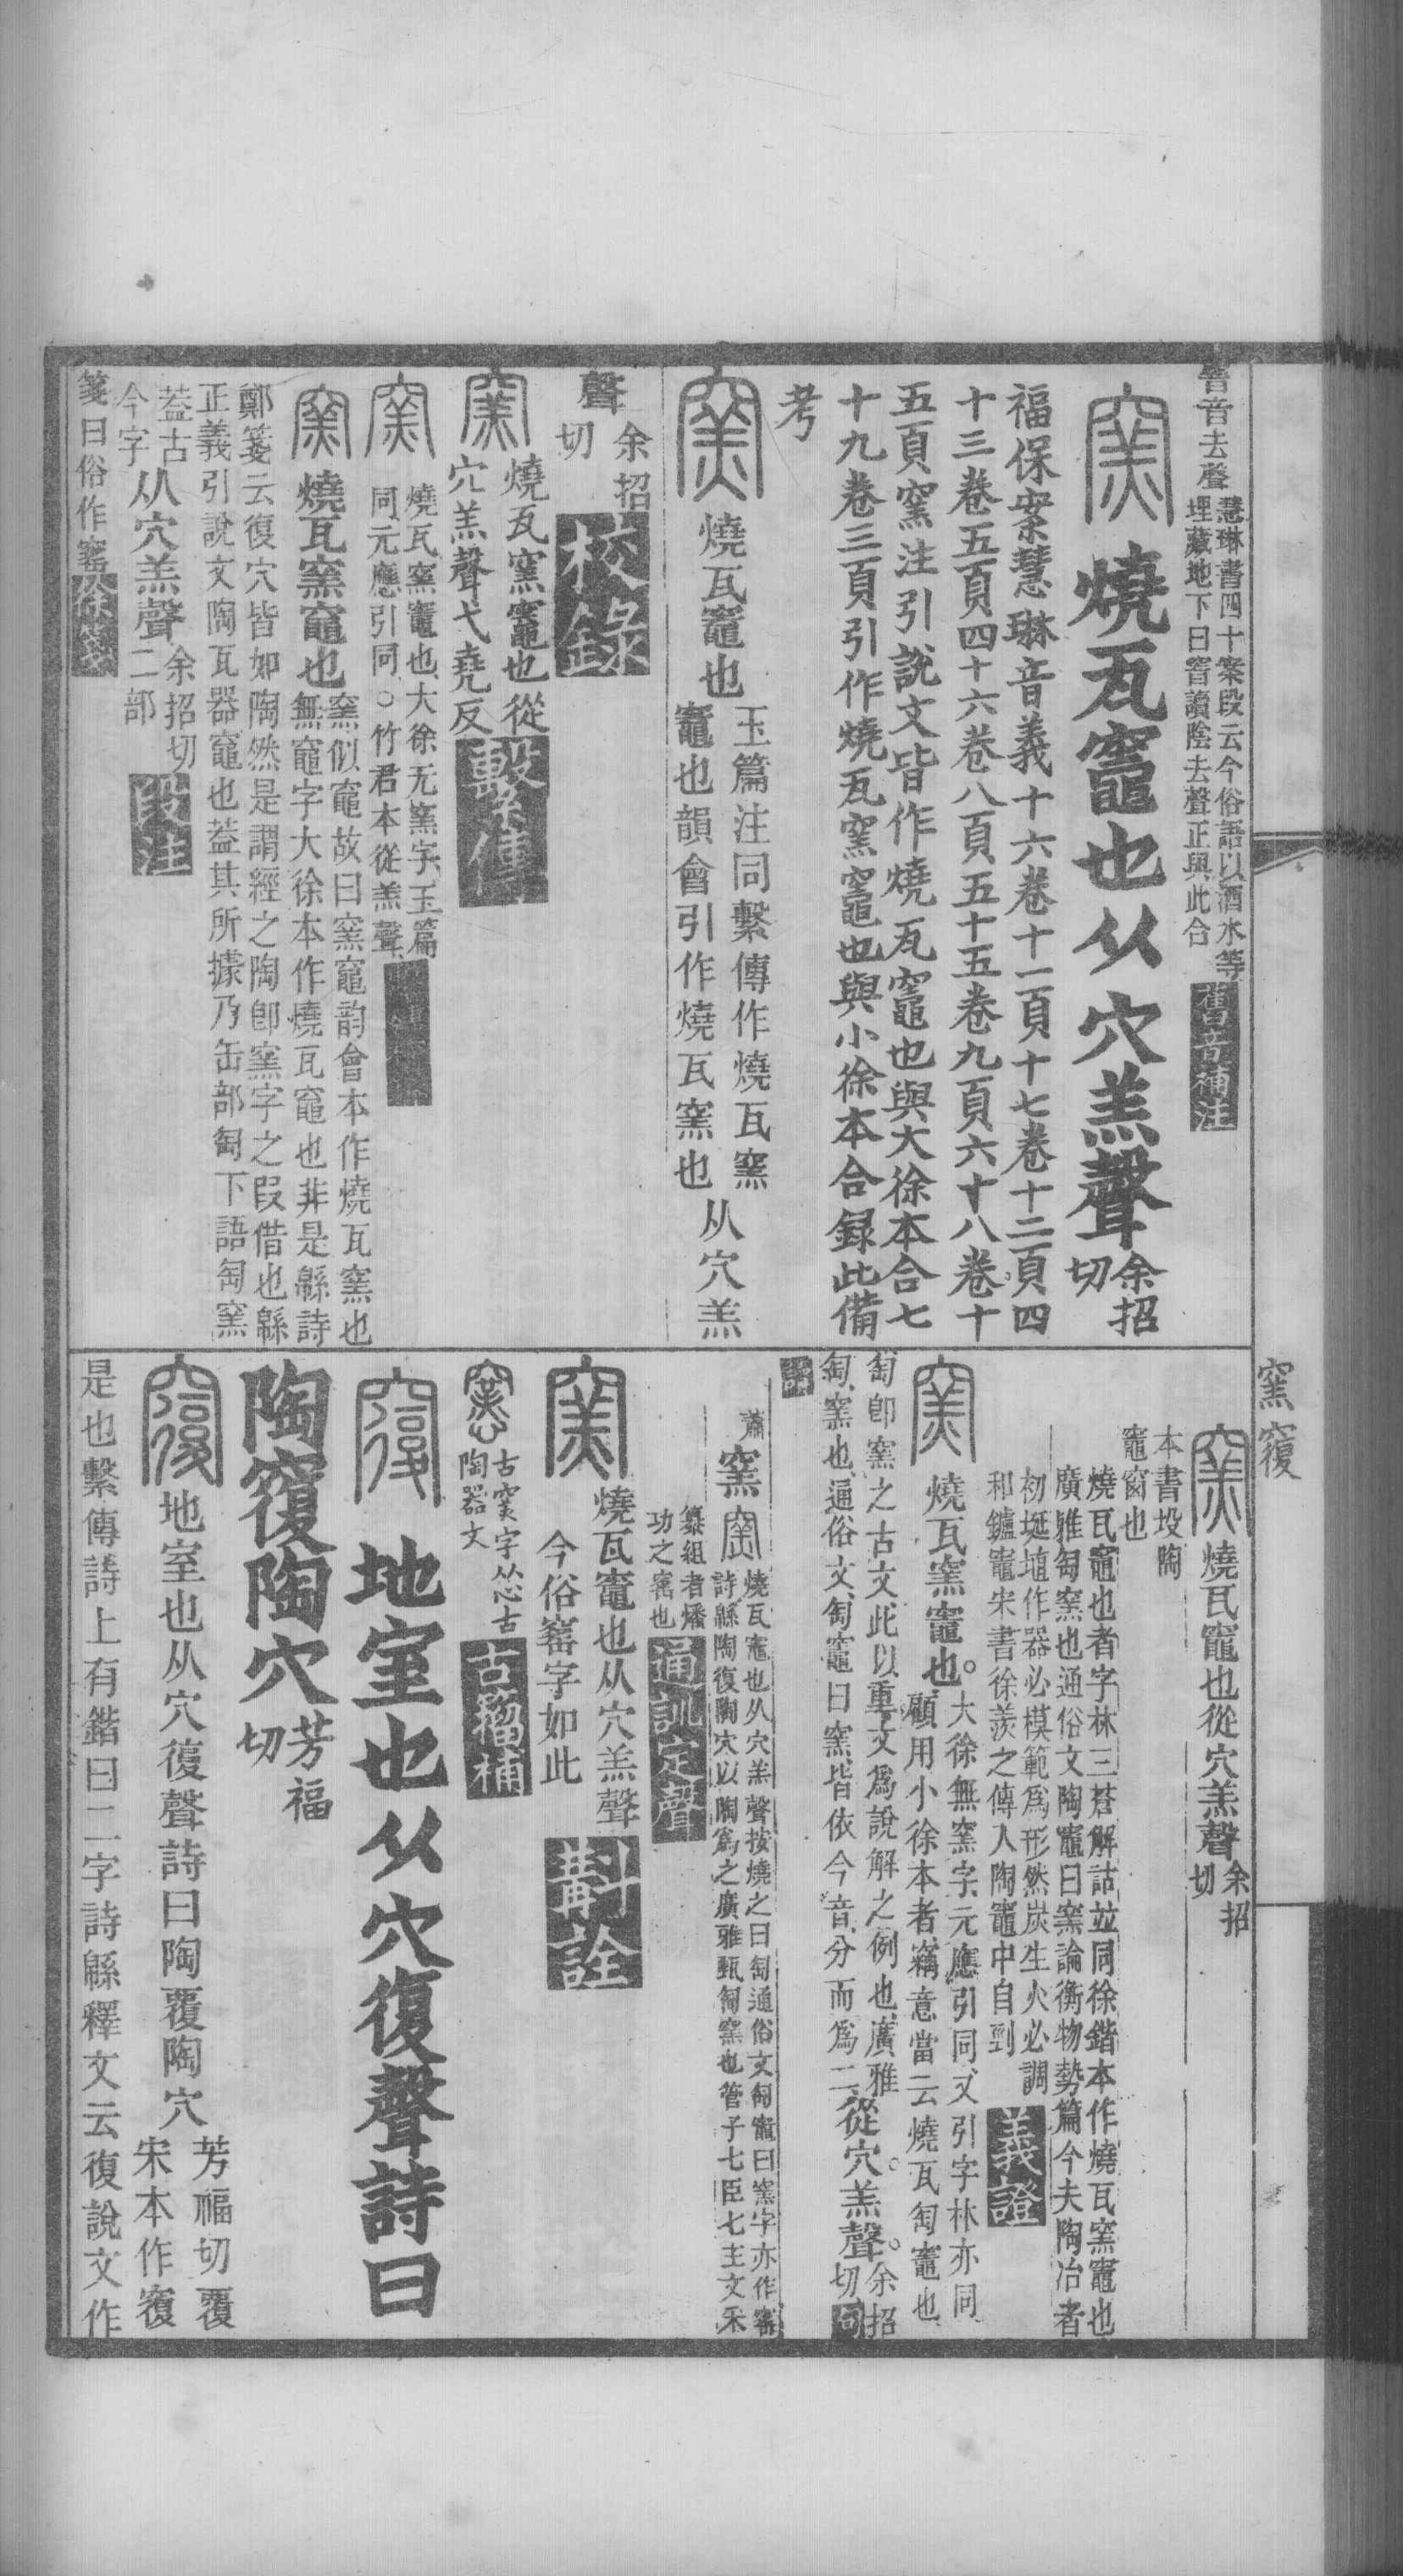 窨音去聲
慧琳書四十案段云今俗語以酒水等
埋藏地下曰窨讀陰去聲正與此合
舊音補注
窯 燒瓦竈也从穴羔聲
余招
切
福保案慧琳音義十六卷十一頁十七卷十二頁四
十三卷五頁四十六卷八頁五十五卷九頁六十八卷十
五頁窯注引說文皆作燒瓦竈也與大徐本合七
十九卷三頁引作燒瓦窯竈也與小徐本合録此備
考
窯 燒瓦竈也
玉篇注同繫傳作燒瓦窯
竈也韻會引作燒瓦窯也
从穴羔
聲
余招
切
校錄
窯 燒瓦窯竈也從
穴羔聲弋堯反
繫傳
窯 燒瓦窯竈也大徐无窯字玉篇
同元應引同○竹君本從羔聲
窯 燒瓦窯竈也
窯似竈故曰窯竈韵會本作燒瓦窯也
無竈字大徐本作燒瓦竈也非是緜詩
鄭箋云復穴皆如陶然是謂經之陶卽窯字之叚借也緜
正義引說文陶瓦器竈也葢其所據乃缶部匋下語匋窯
葢古
今字
从穴羔聲
余招切
二部
段注
箋曰俗作窰
徐箋
窯覆
窯 燒瓦竈也從穴羔聲
余招
切
本書坄陶
竈窗也
燒瓦竈也者字林三蒼解詁竝同徐鍇本作燒瓦窯竈也
廣雅匋窯也通俗文陶竈曰窯論衡物勢篇今夫陶冶者
初埏埴作器必模範爲形然炭生火必調
和鑪竈宋書徐羨之傳人陶竈中自剄
義證
窯 燒瓦窯竈也。
大徐無窯字元應引同又引字林亦同
顧用小徐本者竊意當云燒瓦匋竈也
匋卽窯之古文此以重文爲說解之例也廣雅
匋窯也通俗文匋竈曰窯皆依今音分而爲二
從穴。羔聲。
余招
切
句
讀
蕭
窯 窯
燒瓦竈也从穴羔聲按燒之曰匋通俗文匋竈曰窯字亦作窰
詩緜陶復陶穴以陶爲之廣雅甄匋窯也管子七臣七主文采
纂組者燔
功之窰也
通訓定聲
窯 燒瓦竈也从穴羔聲
今俗窰字如此
斠詮
古窯字恷古
陶器文
古籀補
地室也从穴復聲詩曰
陶覆陶穴
芳福
切
地室也从穴復聲詩曰陶覆陶穴
芳福切覆
宋本作覆
是也繫傳詩上有鍇曰二字詩緜釋文云復說文作